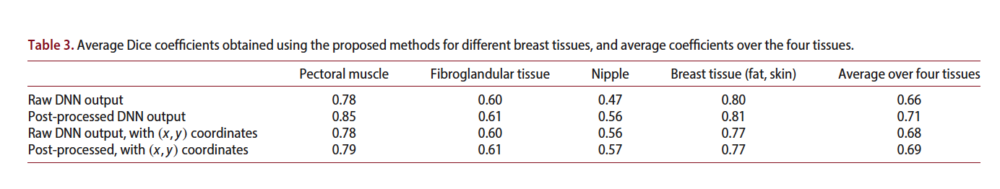 Table 3. Average Dice coefficients obtained using the proposed methods for different breast tissues, and average coefficients over the four tissues.
Pectoral muscle Fibroglandular tissue Nipple Breast tissue (fat, skin) Average over four tissues
Raw DNN output 0.78 0.60 0.47 0.80 0.66
Post-processed DNN output 0.85 0.61 0.56 0.81 0.71
Raw DNN output, with (x, y) coordinates 0.78 0.60 0.56 0.77 0.68
Post-processed, with (x, y) coordinates 0.79 0.61 0.57 0.77 0.69